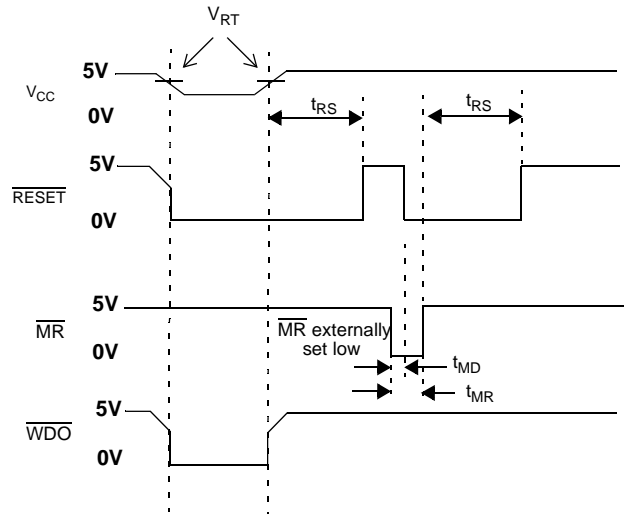 VRT
5V
VCC
0V
tRS
tRS
5V
RESET
0V
5V
MR
0V
MR externally
set low
tMD
tMR
5V
WDO
0V